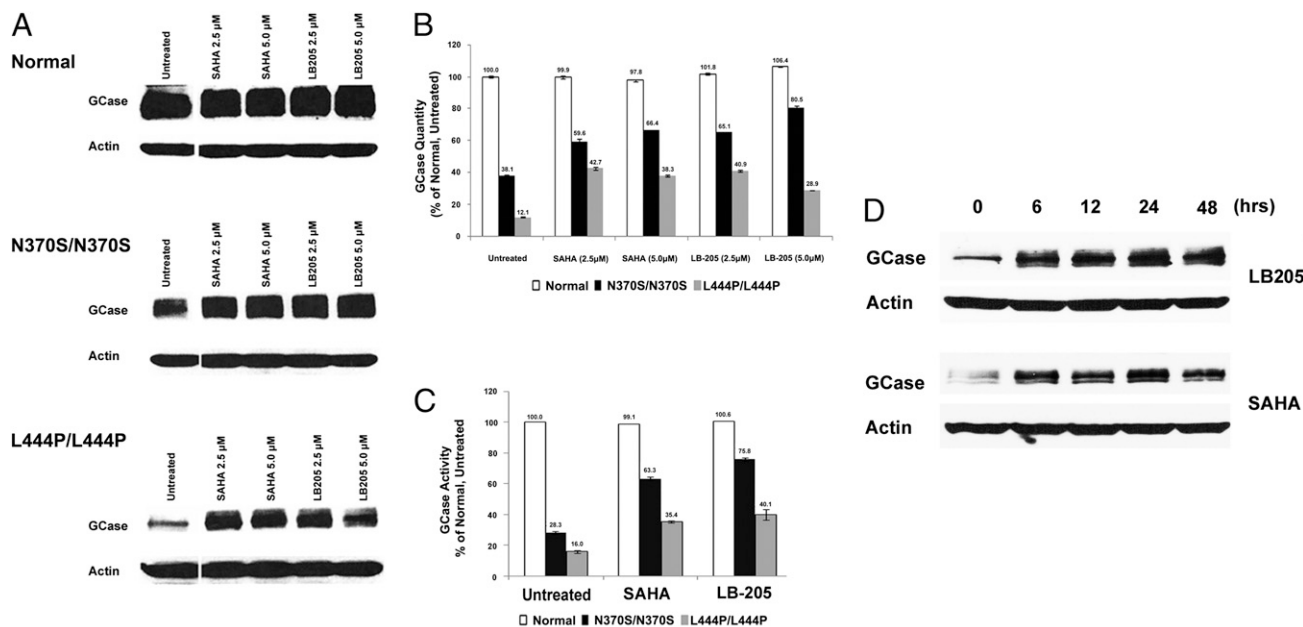 A
Normal
Untreated
SAHA 2.5 µM
SAHA 5.0 µM
LB205 2.5 µM
LB205 5.0 µM
GCase
Actin
N370S/N370S
Untreated
SAHA 2.5 µM
SAHA 5.0 µM
LB205 2.5 µM
LB205 5.0 µM
GCase
Actin
L444P/L444P
Untreated
SAHA 2.5 µM
SAHA 5.0 µM
LB205 2.5 µM
LB205 5.0 µM
GCase
Actin
B
GCase Quantity
(% of Normal, Untreated)
120
100
80
60
40
20
0
100.0 38.1 12.1
99.9 59.6 42.7
97.8 66.4 38.3
101.8 65.1 40.9
106.4 80.5 28.9
Untreated SAHA (2.5µM) SAHA (5.0µM) LB-205 (2.5µM) LB-205 (5.0µM)
Normal N370S/N370S L444P/L444P
C
GCase Activity
% of Normal, Untreated
120
100
80
60
40
20
0
100.0 28.3 16.0
99.1 63.3 35.4
100.6 75.8 40.1
Untreated SAHA LB-205
Normal N370S/N370S L444P/L444P
D
0 6 12 24 48 (hrs)
GCase
LB205
Actin
GCase
SAHA
Actin